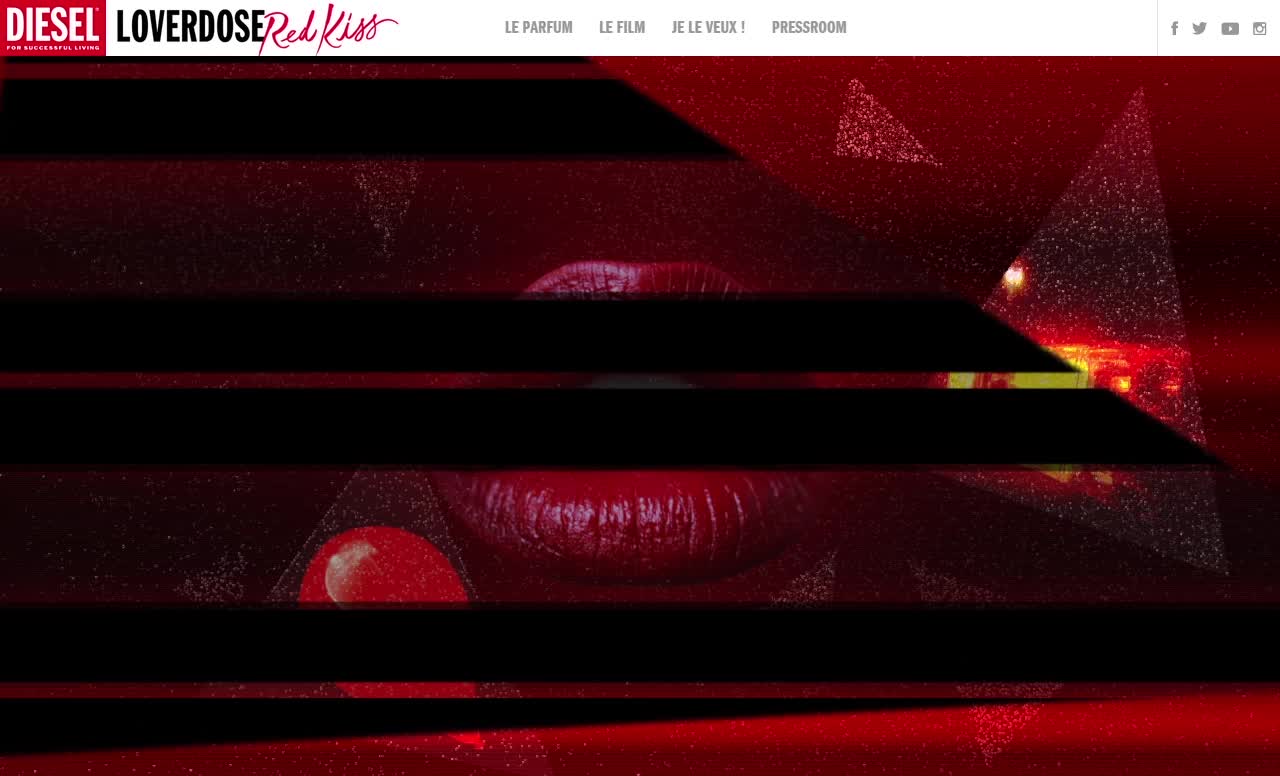 DIESEL
FOR SUCCESSFUL LIVING
LOVERDOSE Red Kiss
LE PARFUM LE FILM JE LE VEUX ! PRESSROOM